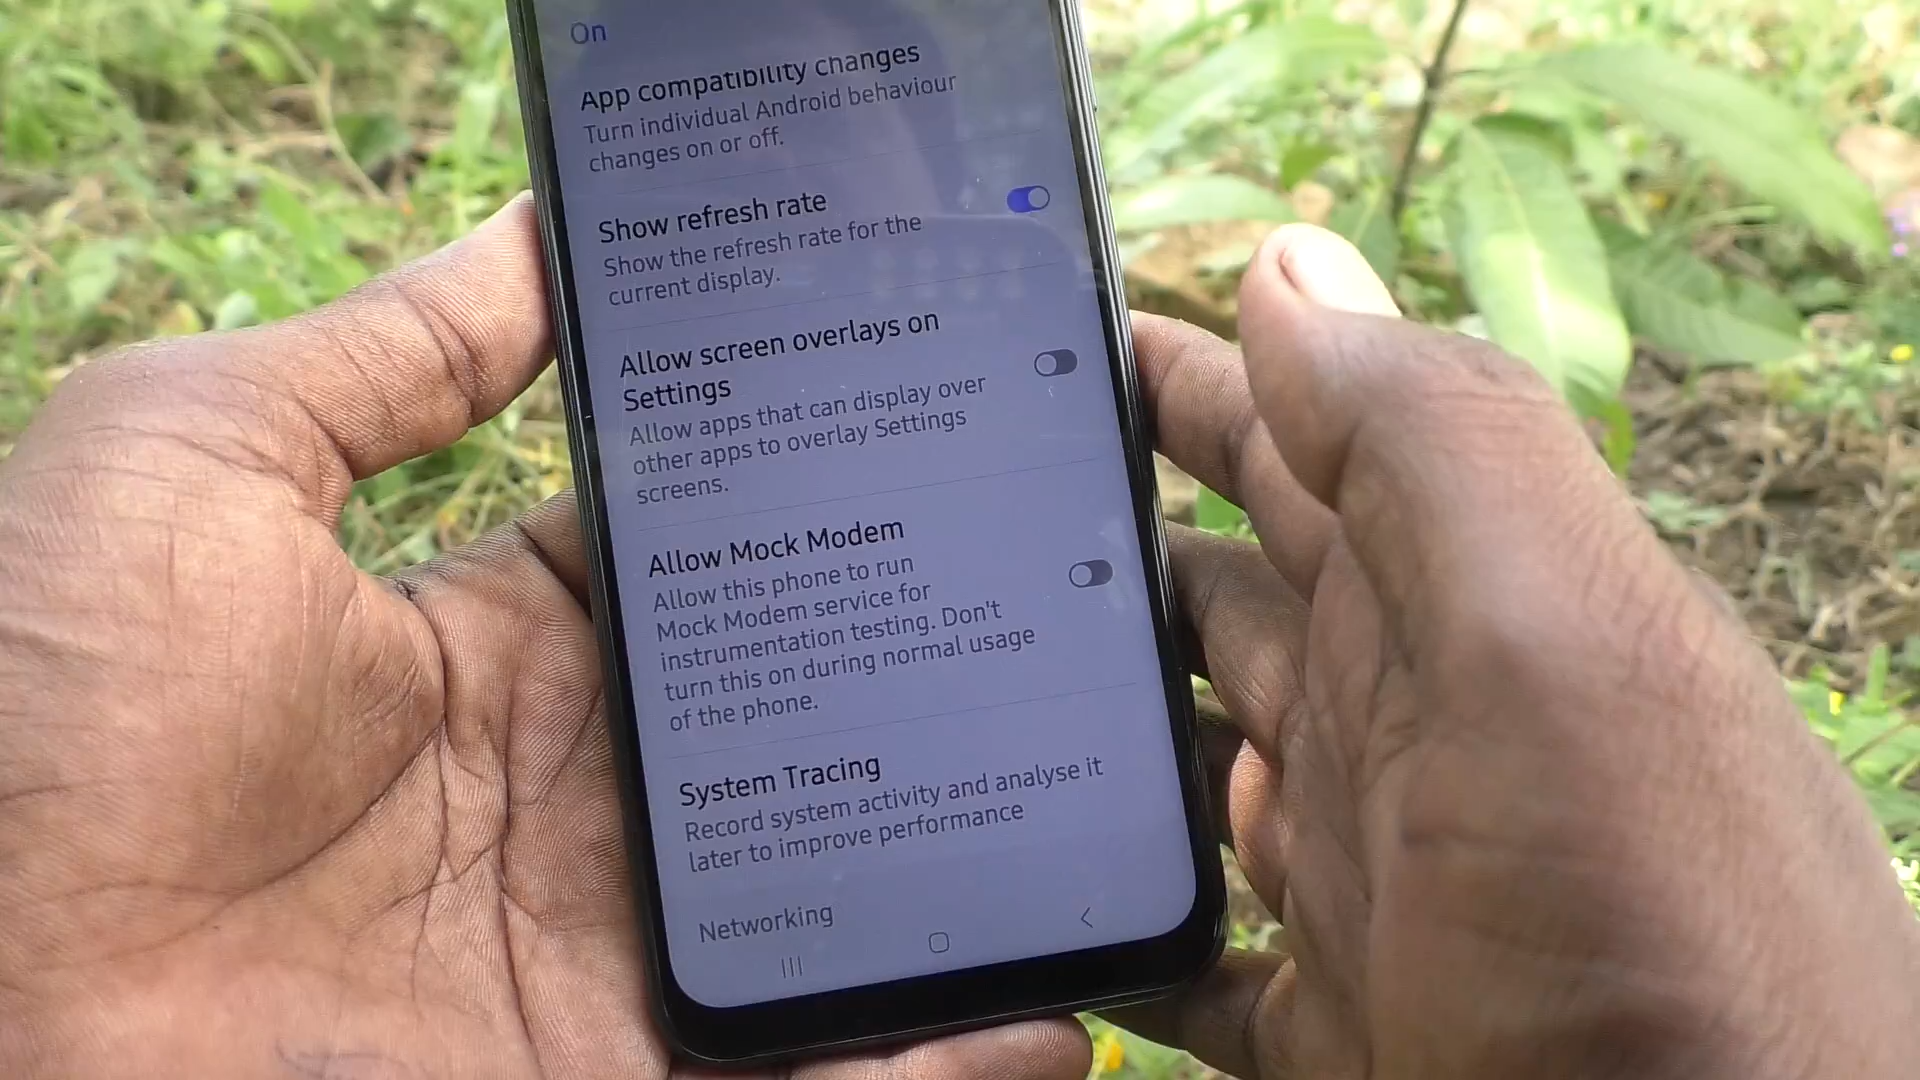 On
App compatibility changes
Turn individual Android behaviour
changes on or off.
Show refresh rate
Show the refresh rate for the
current display.
Allow screen overlays on
Settings
Allow apps that can display over
other apps to overlay Settings
screens.
Allow Mock Modem
Allow this phone to run
Mock Modem service for
instrumentation testing. Don't
turn this on during normal usage
of the phone.
System Tracing
Record system activity and analyse it
later to improve performance
Networking